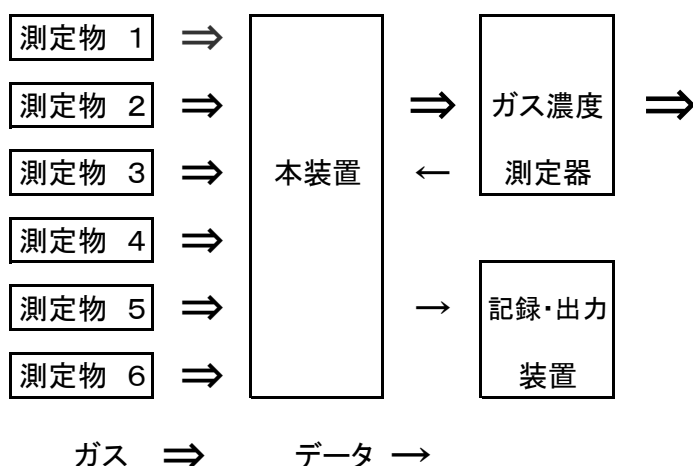 測定物 1 ⇒
測定物 2 ⇒ ⇒ ガス濃度 ⇒
測定物 3 ⇒ 本装置 ← 測定器
測定物 4 ⇒
測定物 5 ⇒ → 記録・出力
測定物 6 ⇒ 装置
ガス ⇒ データ →